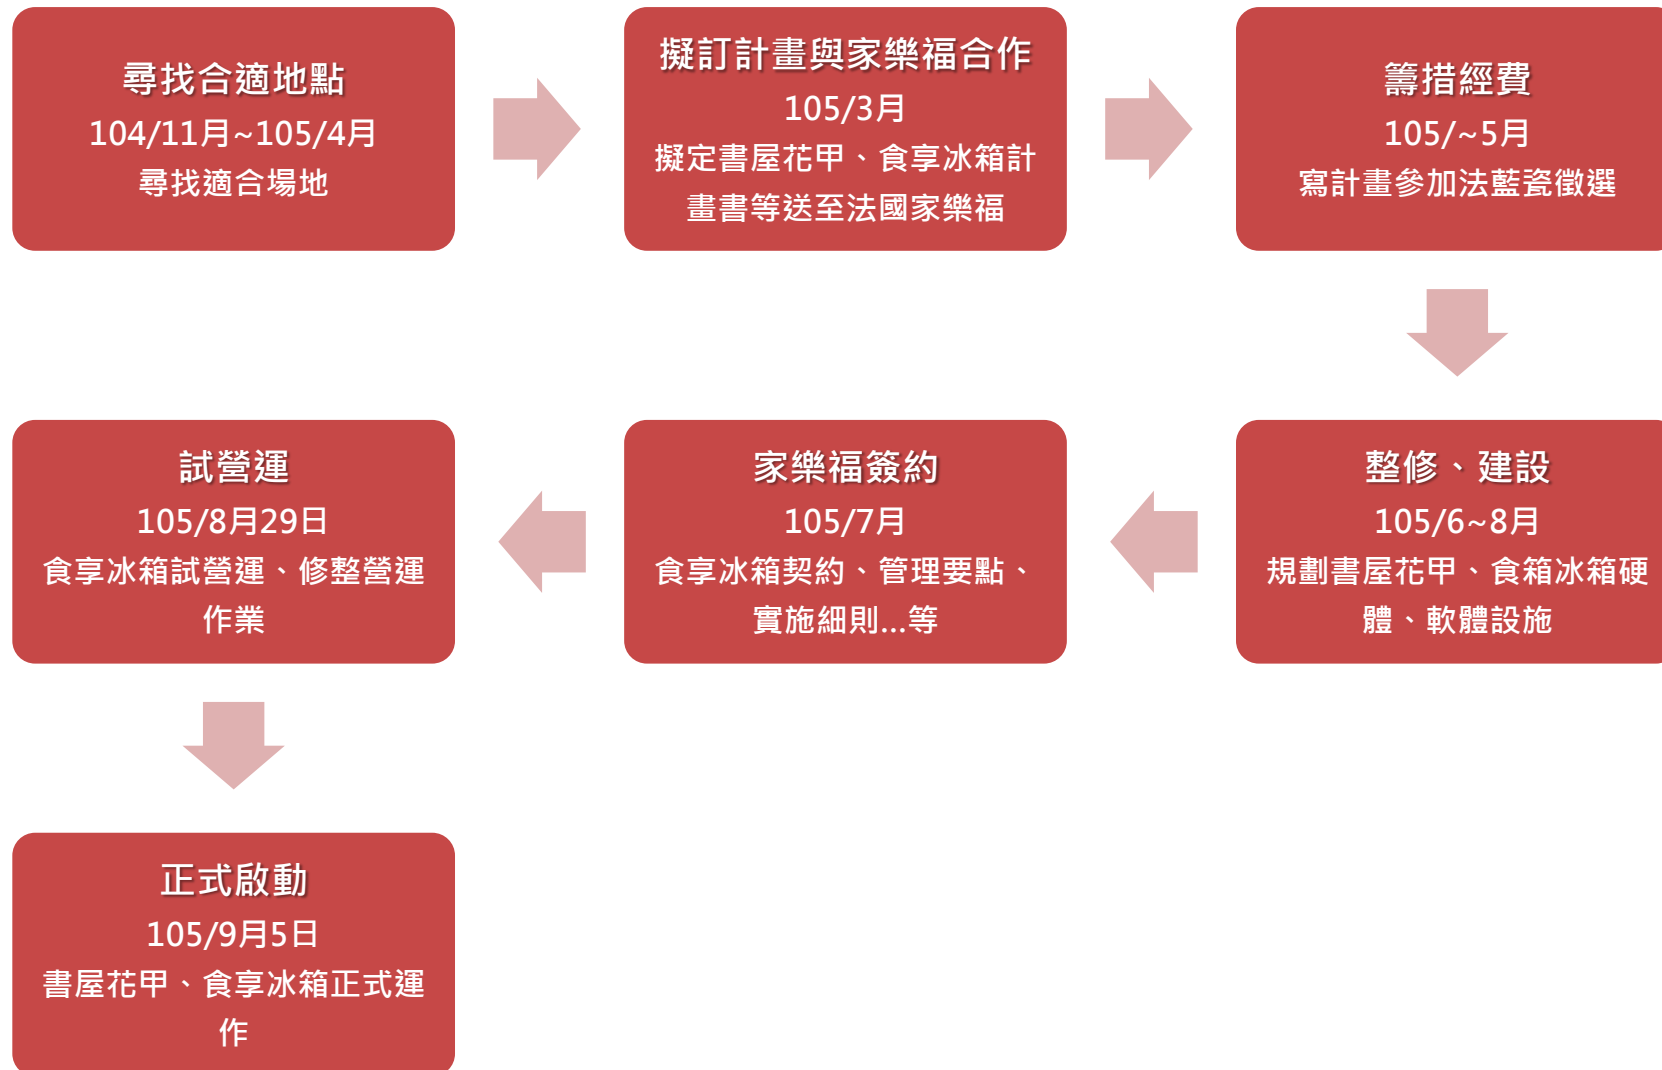 尋找合適地點
104/11月~105/4月
尋找適合場地
擬訂計畫與家樂福合作
105/3月
擬定書屋花甲、食享冰箱計
畫書等送至法國家樂福
籌措經費
105/~5月
寫計畫參加法藍瓷徵選
整修、建設
105/6~8月
規劃書屋花甲、食箱冰箱硬
體、軟體設施
家樂福簽約
105/7月
食享冰箱契約、管理要點、
實施細則...等
試營運
105/8月29日
食享冰箱試營運、修整營運
作業
正式啟動
105/9月5日
書屋花甲、食享冰箱正式運
作